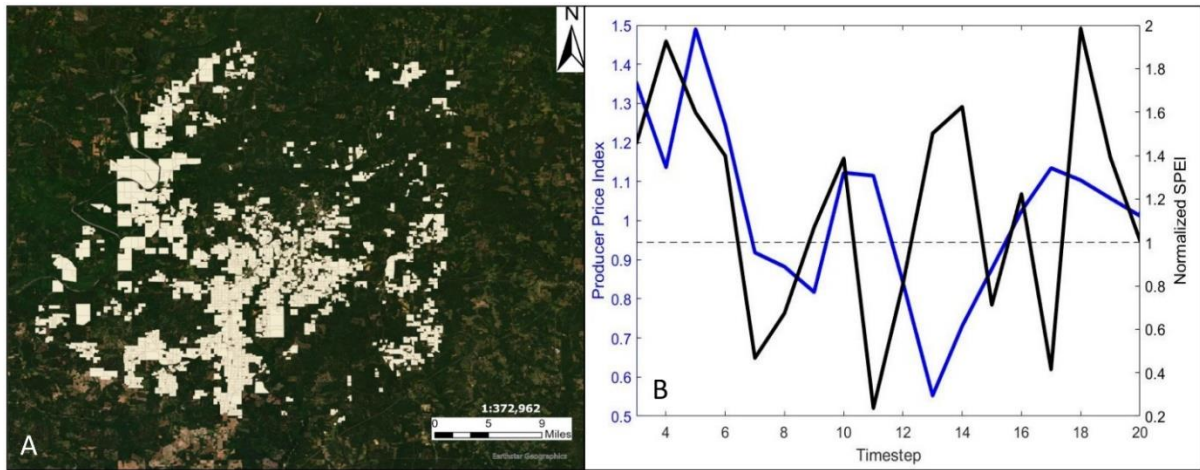 N
A
1:372,962
0 5 9
Miles
Earthstar Geographics
1.5
1.4
1.3
1.2
1.1
1
0.9
0.8
0.7
0.6
0.5
Producer Price Index
B
4 6 8 10 12 14 16 18 20
Timestep
2
1.8
1.6
1.4
1.2
1
0.8
0.6
0.4
0.2
Normalized SPEI